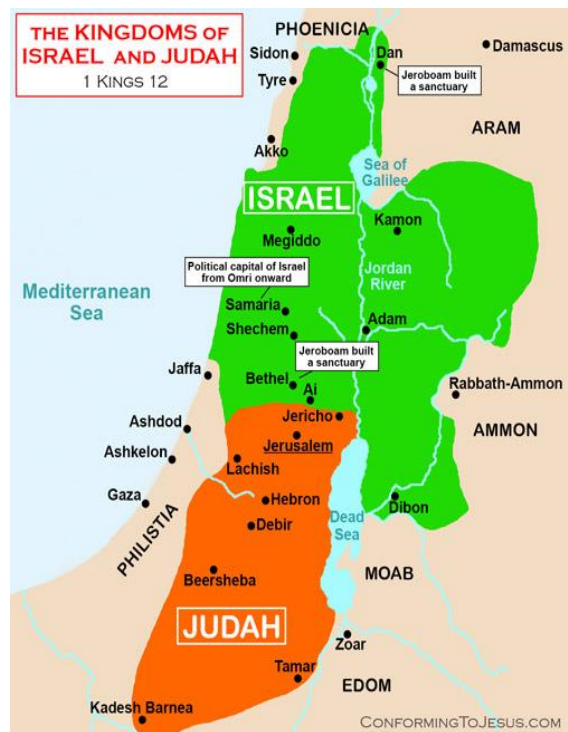 THE KINGDOMS OF
ISRAEL AND JUDAH
1 KINGS 12
PHOENICIA
Sidon
Dan
Damascus
Tyre
Jeroboam built
a sanctuary
ARAM
Akko
Sea of
Galilee
ISRAEL
Kamon
Megiddo
Political capital of Israel
from Omri onward
Jordan
River
Mediterranean
Sea
Samaria
Shechem
Adam
Jeroboam built
a sanctuary
Jaffa
Bethel
Ai
Rabbath-Ammon
Ashdod
Jericho
AMMON
Jerusalem
Ashkelon
Lachish
Gaza
Hebron
Dibon
PHILISTIA
Debir
Dead
Sea
MOAB
Beersheba
JUDAH
Zoar
Tamar
EDOM
Kadesh Barnea
CONFORMINGTOJESUS.COM